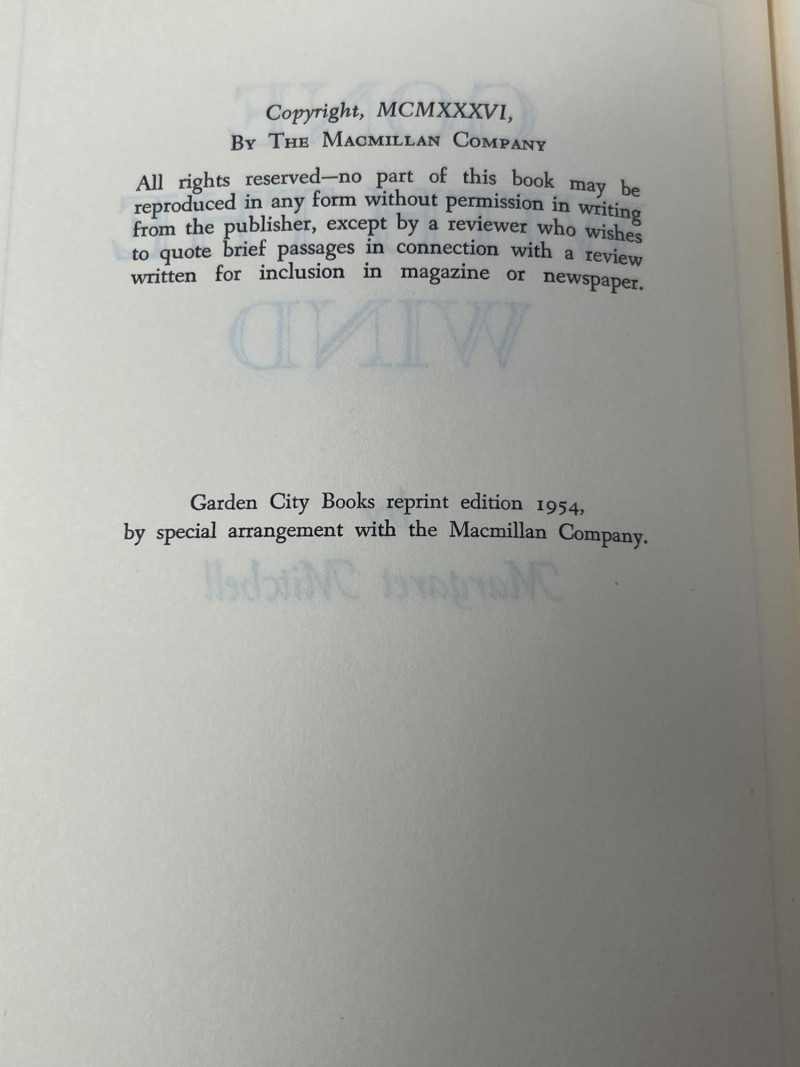 Copyright, MCMXXXVI,
BY THE MACMILLAN COMPANY
All rights reserved—no part of this book may be
reproduced in any form without permission in writing
from the publisher, except by a reviewer who wishes
to quote brief passages in connection with a review
written for inclusion in magazine or newspaper.
WIND
Garden City Books reprint edition 1954,
by special arrangement with the Macmillan Company.
Margaret Mitchell